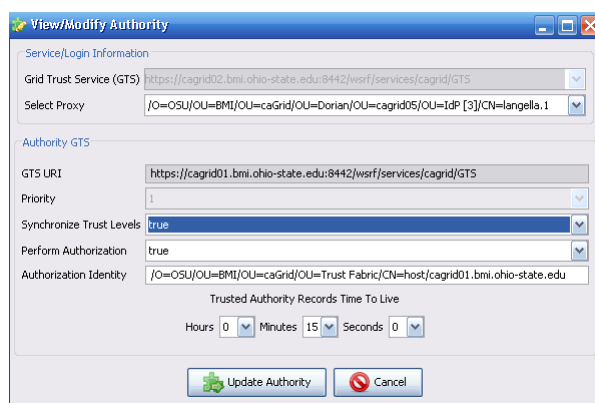 View/Modify Authority
Service/Login Information
Grid Trust Service (GTS) https://cagrid02.bmi.ohio-state.edu:8442/wsrf/services/cagrid/GTS
Select Proxy /O=OSU/OU=BMI/OU=caGrid/OU=Dorian/OU=cagrid05/OU=IdP [3]/CN=langella.1
Authority GTS
GTS URI https://cagrid01.bmi.ohio-state.edu:8442/wsrf/services/cagrid/GTS
Priority 1
Synchronize Trust Levels true
Perform Authorization true
Authorization Identity /O=OSU/OU=BMI/OU=caGrid/OU=Trust Fabric/CN=host/cagrid01.bmi.ohio-state.edu
Trusted Authority Records Time To Live
Hours 0 Minutes 15 Seconds 0
Update Authority Cancel